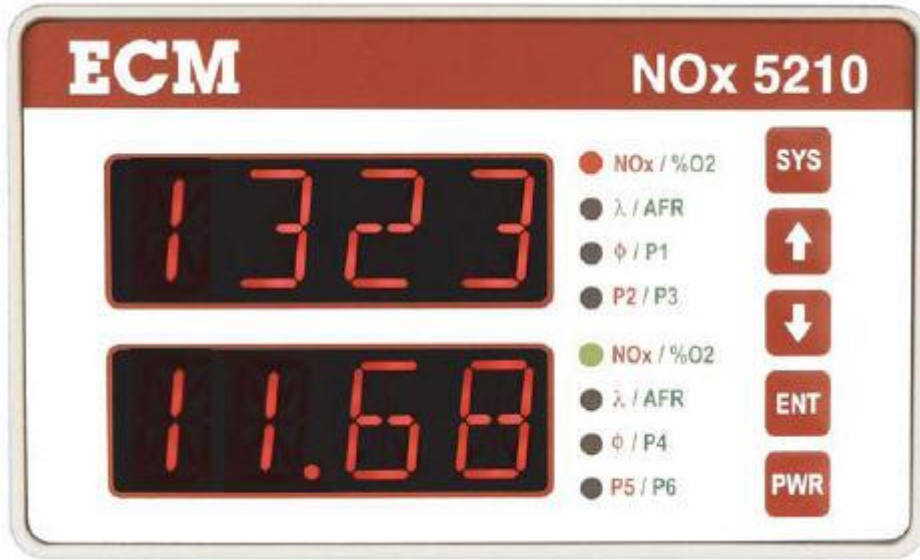 ECM
NOx 5210
1323
NOx / %O2
λ / AFR
ϕ / P1
P2 / P3
11.68
NOx / %O2
λ / AFR
ϕ / P4
P5 / P6
SYS
ENT
PWR